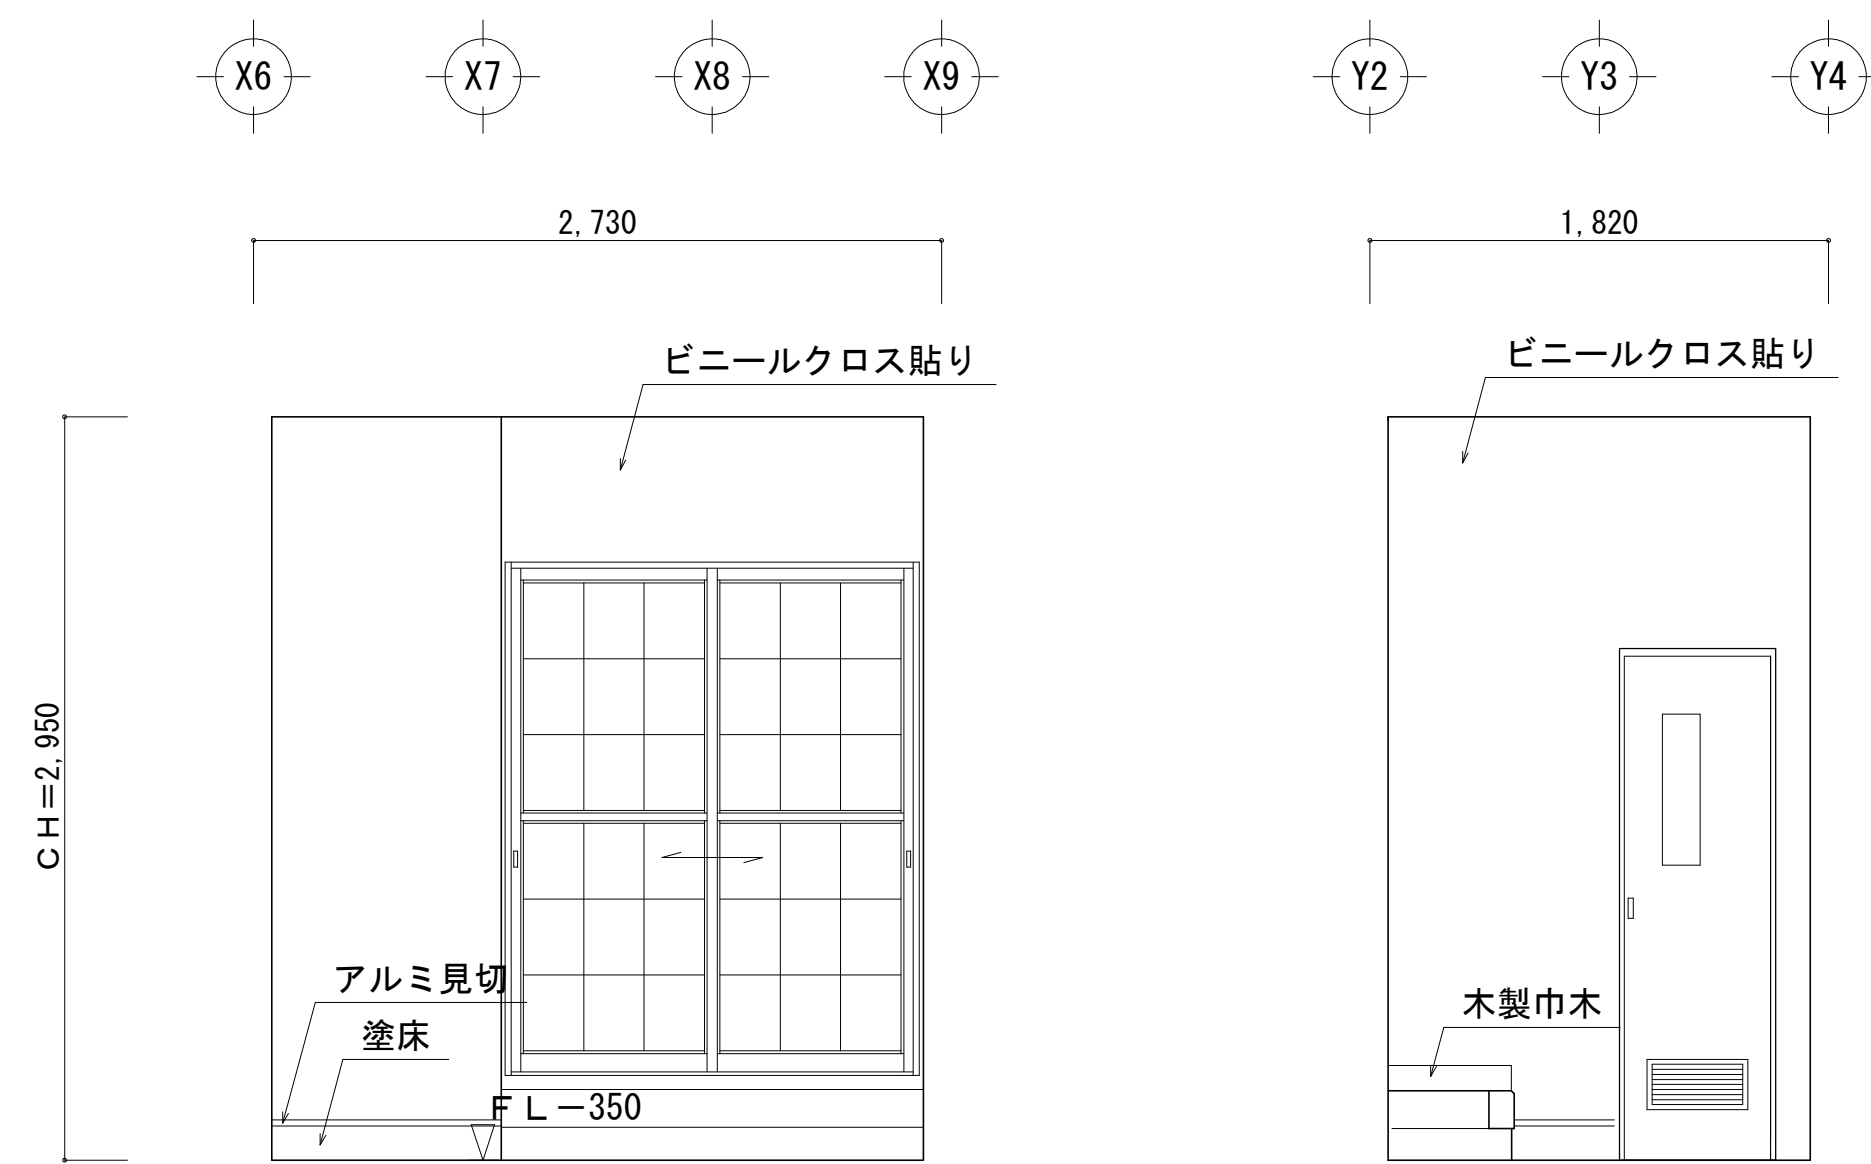 X6 X7 X8 X9 Y2 Y3 Y4
2,730 1,820
ビニールクロス貼り ビニールクロス貼り
CH=2,950
アルミ見切
木製巾木
塗床
FL-350